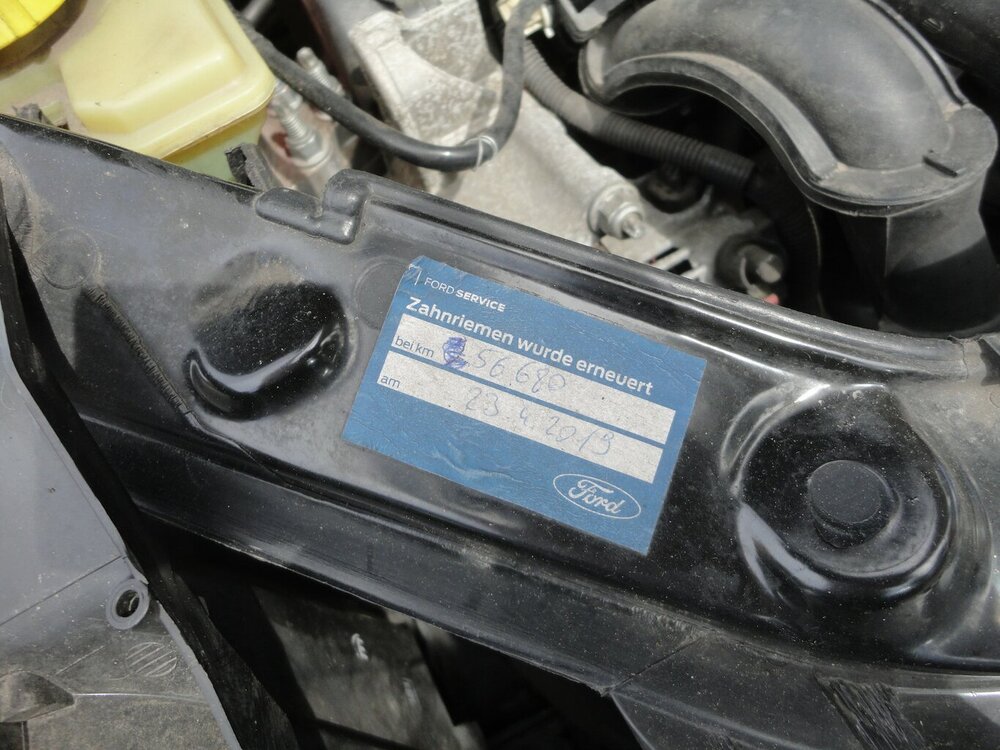 FORD SERVICE
Zahnriemen wurde erneuert
bei km 56.680
am 23.4.2019
Ford